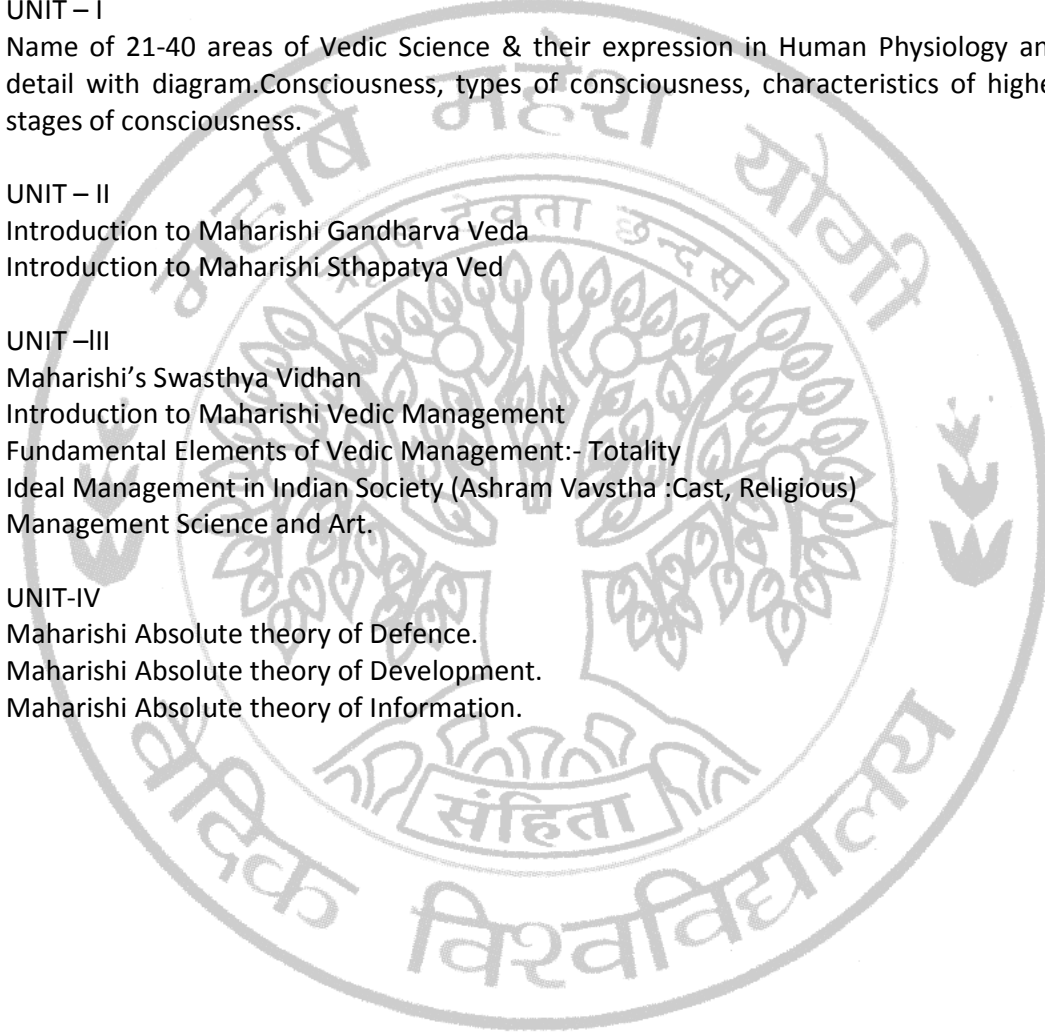 UNIT – I
Name of 21-40 areas of Vedic Science & their expression in Human Physiology an
detail with diagram.Consciousness, types of consciousness, characteristics of highe
stages of consciousness.
UNIT – II
Introduction to Maharishi Gandharva Veda
Introduction to Maharishi Sthapatya Ved
UNIT –lII
Maharishi’s Swasthya Vidhan
Introduction to Maharishi Vedic Management
Fundamental Elements of Vedic Management:- Totality
Ideal Management in Indian Society (Ashram Vavstha :Cast, Religious)
Management Science and Art.
UNIT-IV
Maharishi Absolute theory of Defence.
Maharishi Absolute theory of Development.
Maharishi Absolute theory of Information.
महर्षि महेश योगी
देवता छन्दस
संहिता
वैदिक विश्वविद्यालय